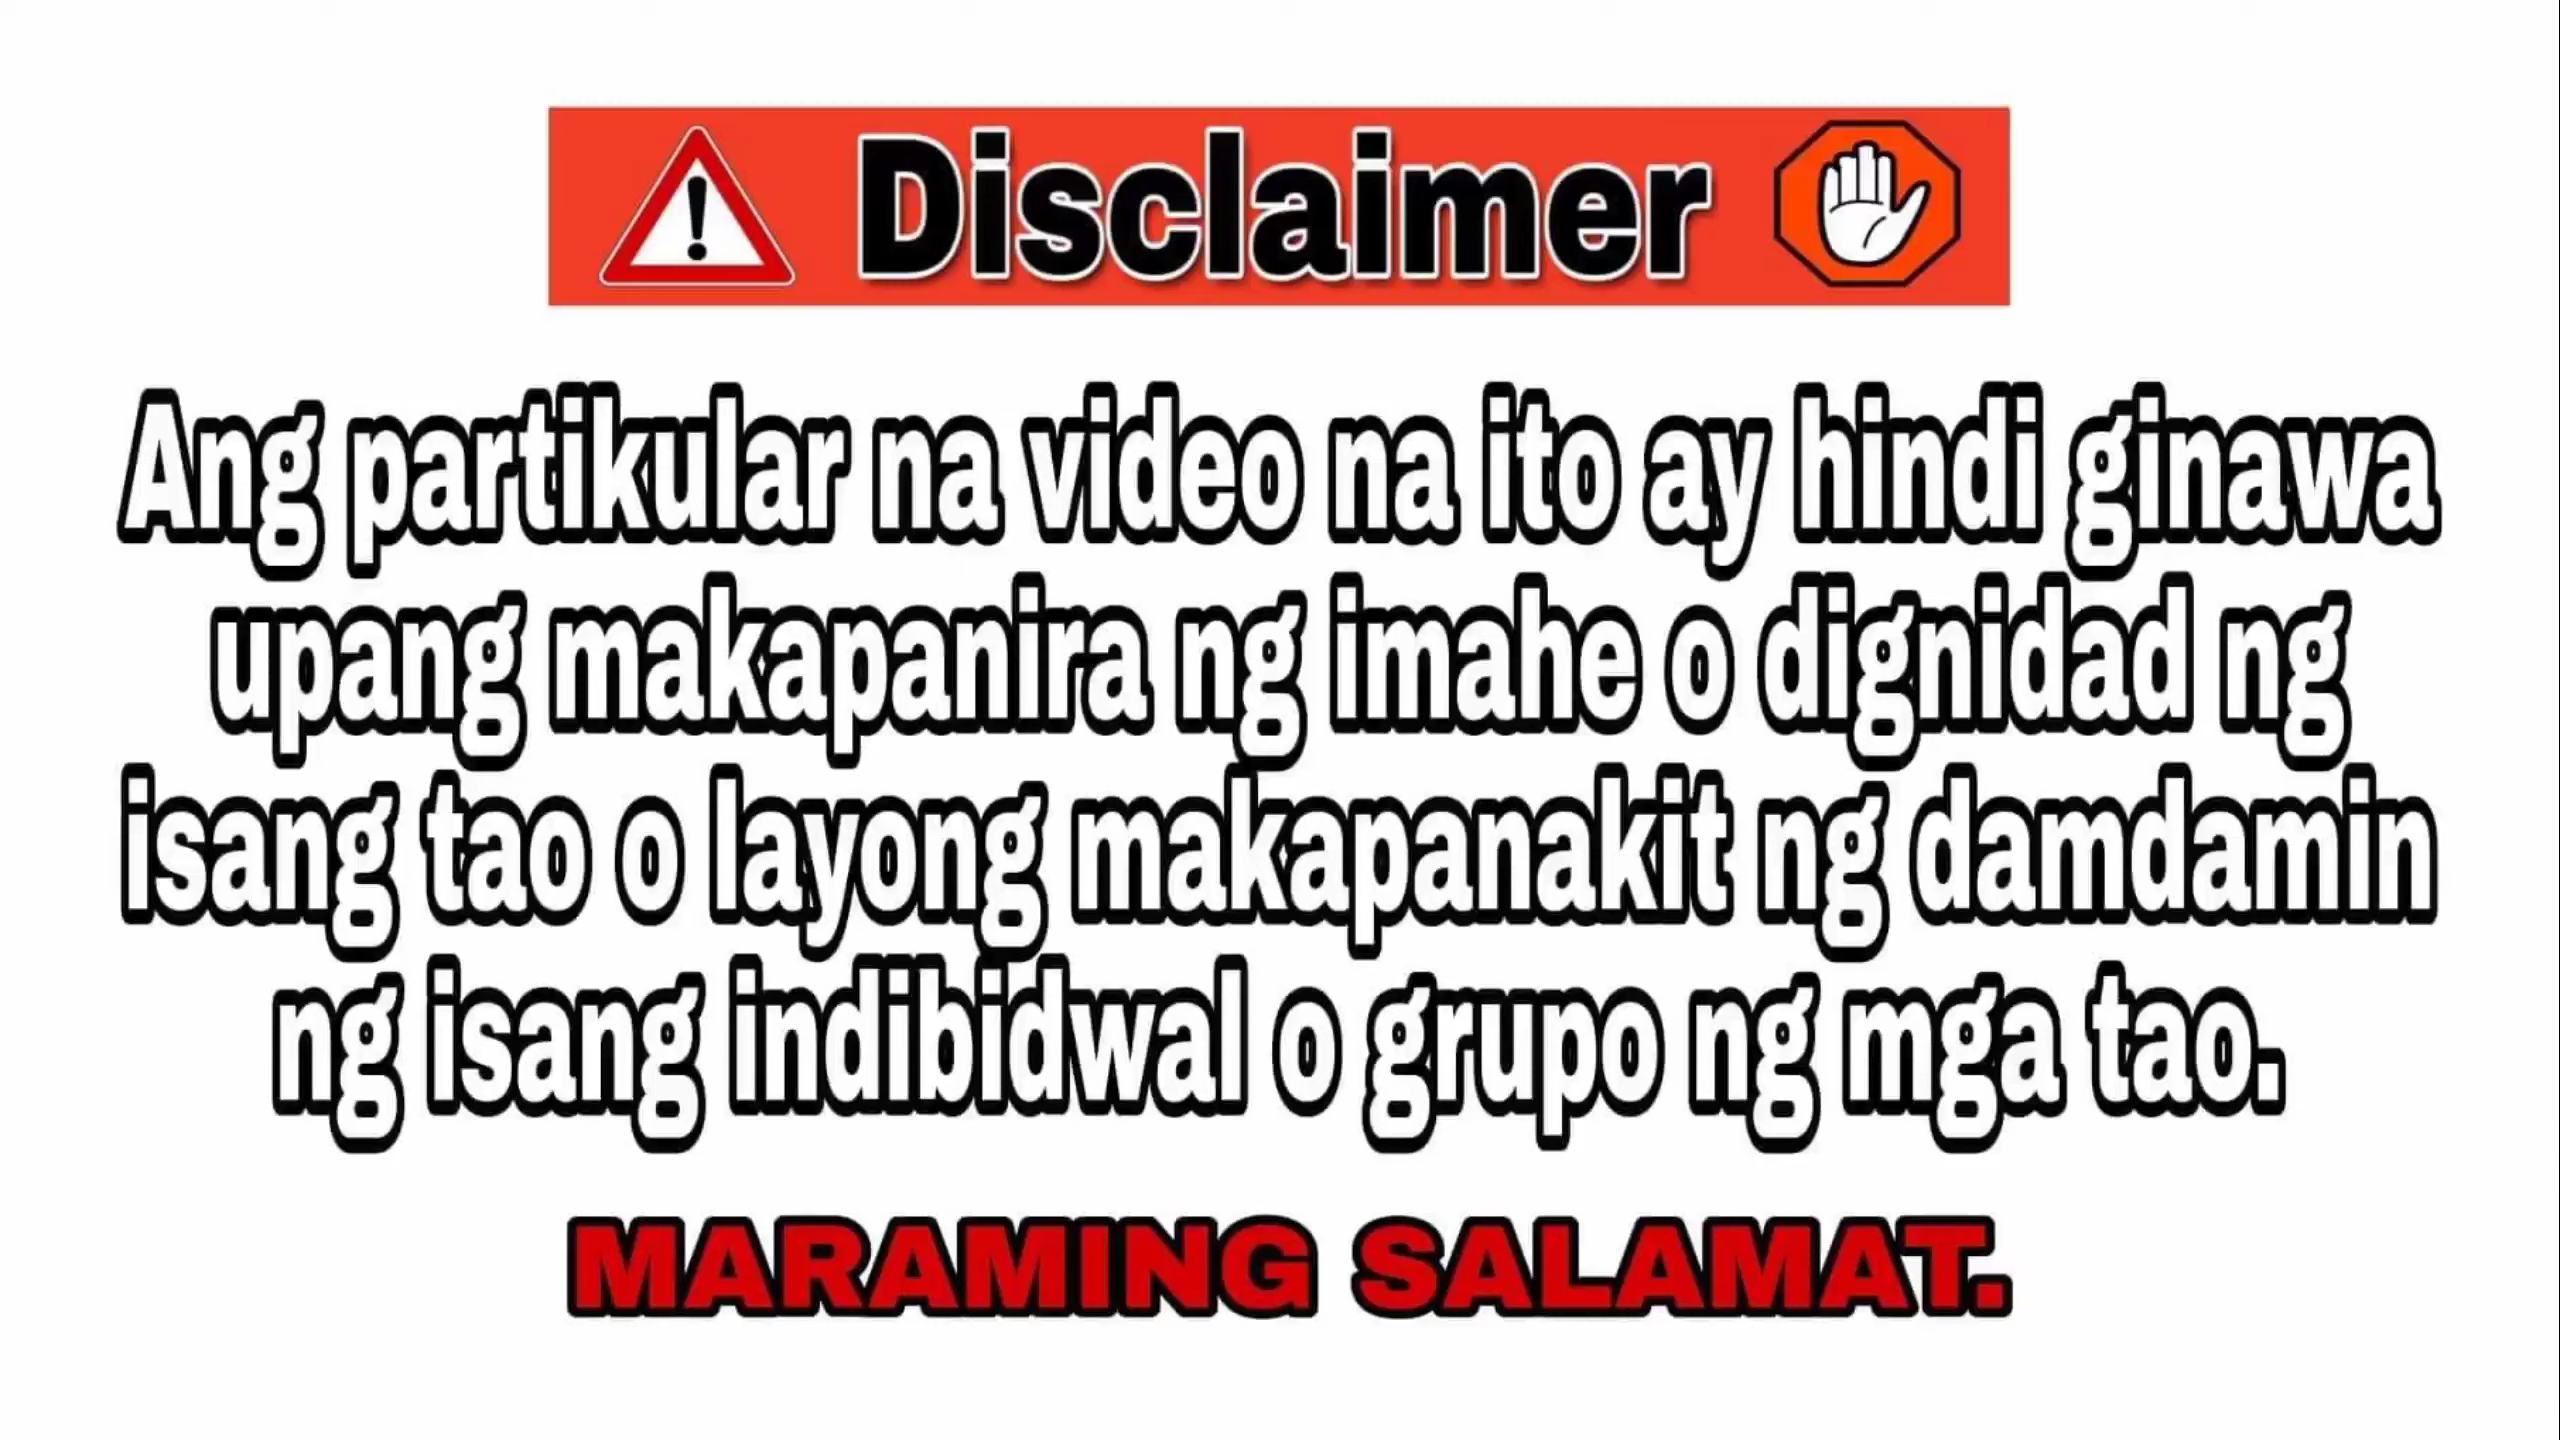 Disclaimer
Ang partikular na video na ito ay hindi ginawa
upang makapanira ng imahe o dignidad ng
isang tao o layong makapanakit ng damdamin
ng isang indibidwal o grupo ng mga tao.
MARAMING SALAMAT.